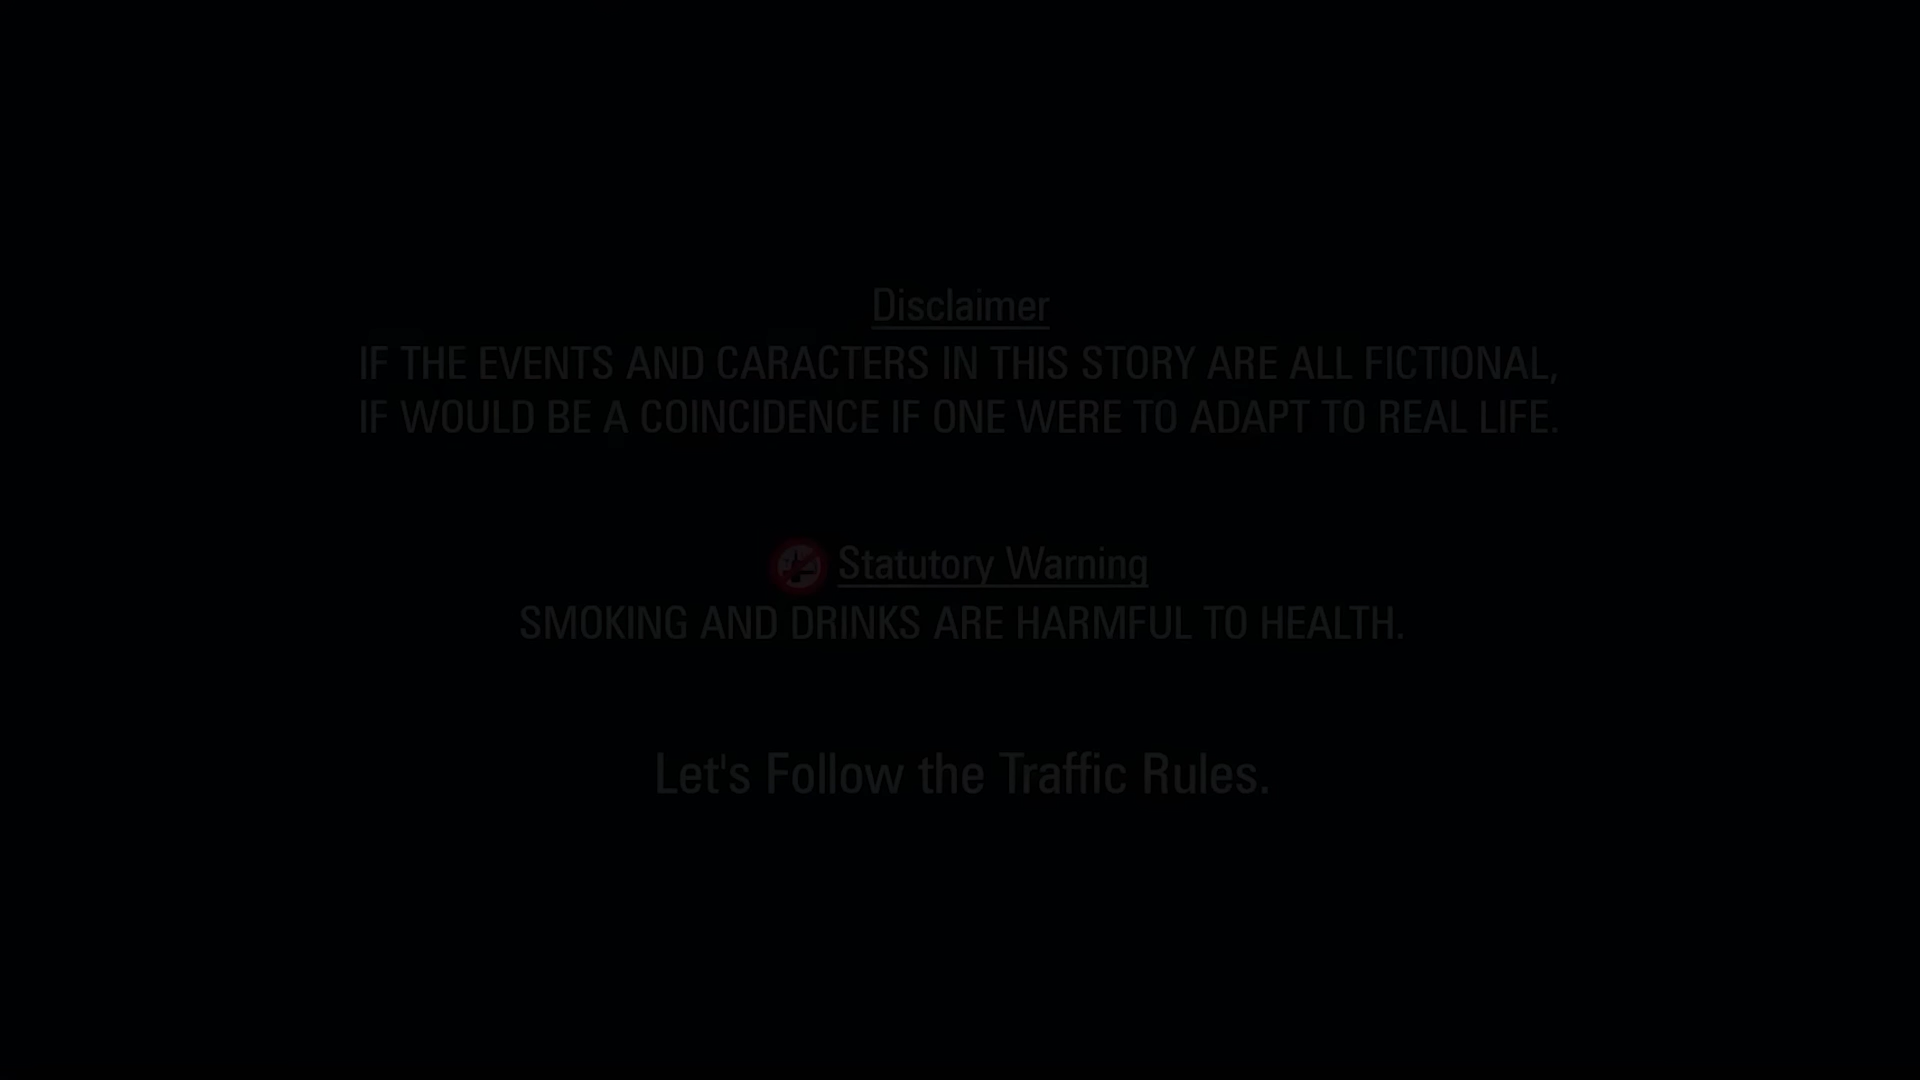 Disclaimer
IF THE EVENTS AND CARACTERS IN THIS STORY ARE ALL FICTIONAL,
IF WOULD BE A COINCIDENCE IF ONE WERE TO ADAPT TO REAL LIFE.
Statutory Warning
SMOKING AND DRINKS ARE HARMFUL TO HEALTH.
Let's Follow the Traffic Rules.